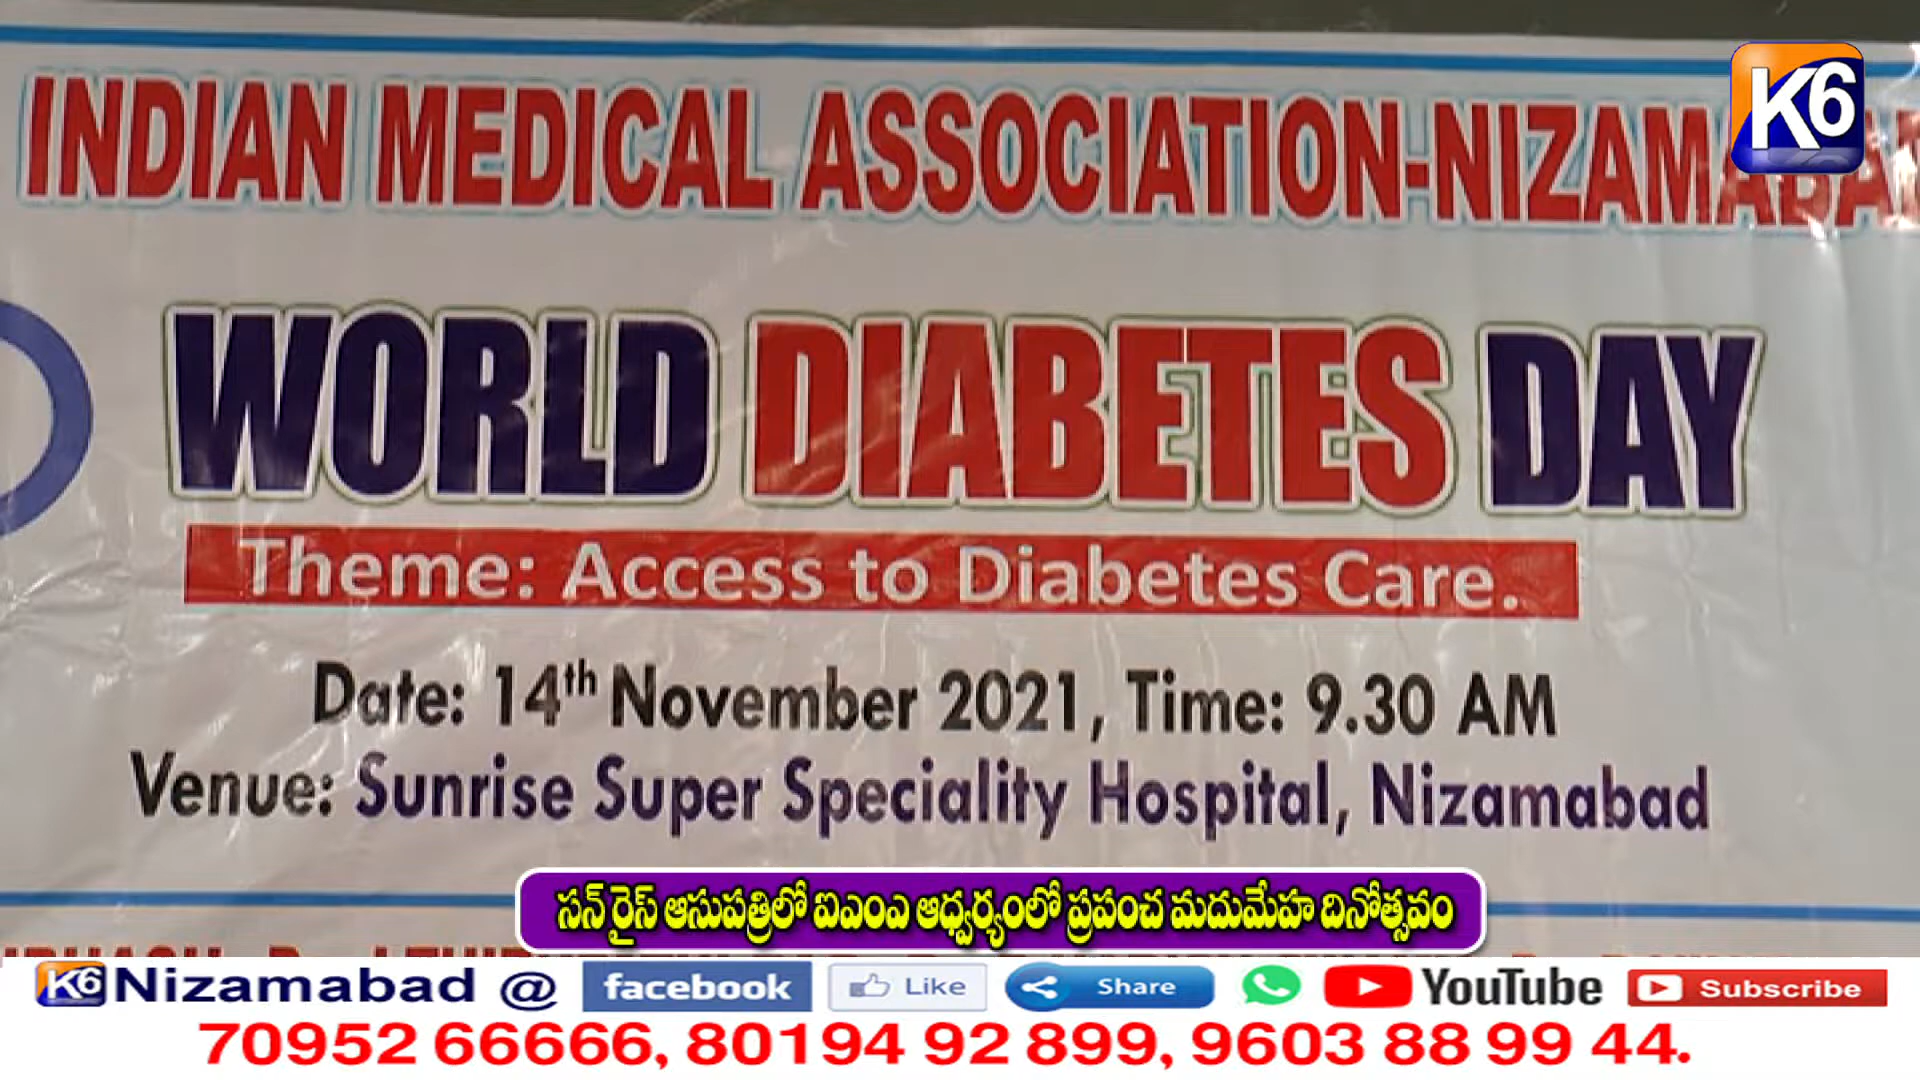 INDIAN MEDICAL ASSOCIATION-NIZAMABA
K6
WORLD DIABETES DAY
Theme: Access to Diabetes Care.
Date: 14th November 2021, Time: 9.30 AM
Venue: Sunrise Super Speciality Hospital, Nizamabad
సన్ రైస్ ఆసుపత్రిలో ఐఎంఎ ఆధ్వర్యంలో ప్రపంచ మదుమేహ దినోత్సవం
K6 Nizamabad @ facebook Like Share YouTube Subscribe
70952 66666, 80194 92 899, 9603 88 99 44.